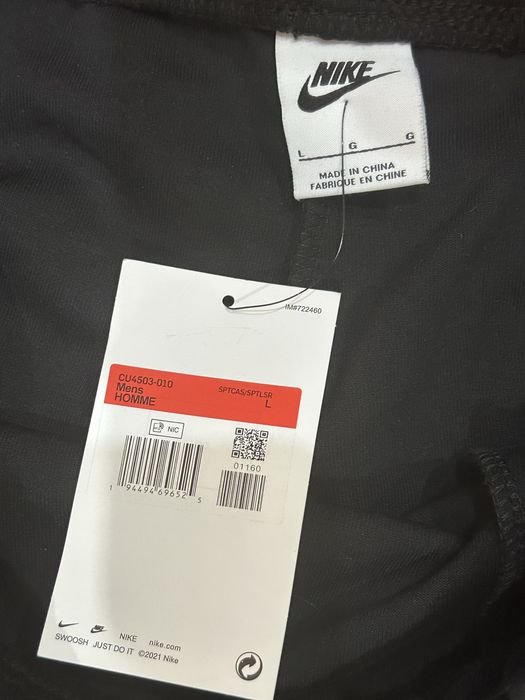 NIKE
L G G
MADE IN CHINA
FABRIQUE EN CHINE
IM#722460
CU4503-010
Mens
HOMME
SPTCAS/SPTLSR
L
NIC
01160
1 94494 69652 5
NIKE nike.com
SWOOSH JUST DO IT ©2021 Nike